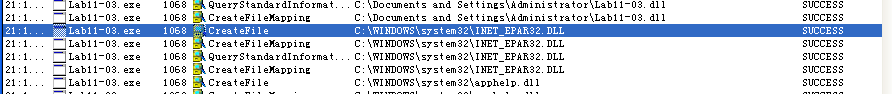 21:1... Lab11-03.exe 1068 QueryStandardInformat... C:\Documents and Settings\Administrator\Lab11-03.dll SUCCESS
21:1... Lab11-03.exe 1068 CreateFileMapping C:\Documents and Settings\Administrator\Lab11-03.dll SUCCESS
21:1... Lab11-03.exe 1068 CreateFile C:\WINDOWS\system32\INET_EPAR32.DLL SUCCESS
21:1... Lab11-03.exe 1068 CreateFileMapping C:\WINDOWS\system32\INET_EPAR32.DLL SUCCESS
21:1... Lab11-03.exe 1068 QueryStandardInformat... C:\WINDOWS\system32\INET_EPAR32.DLL SUCCESS
21:1... Lab11-03.exe 1068 CreateFileMapping C:\WINDOWS\system32\INET_EPAR32.DLL SUCCESS
21:1... Lab11-03.exe 1068 CreateFile C:\WINDOWS\system32\apphelp.dll SUCCESS